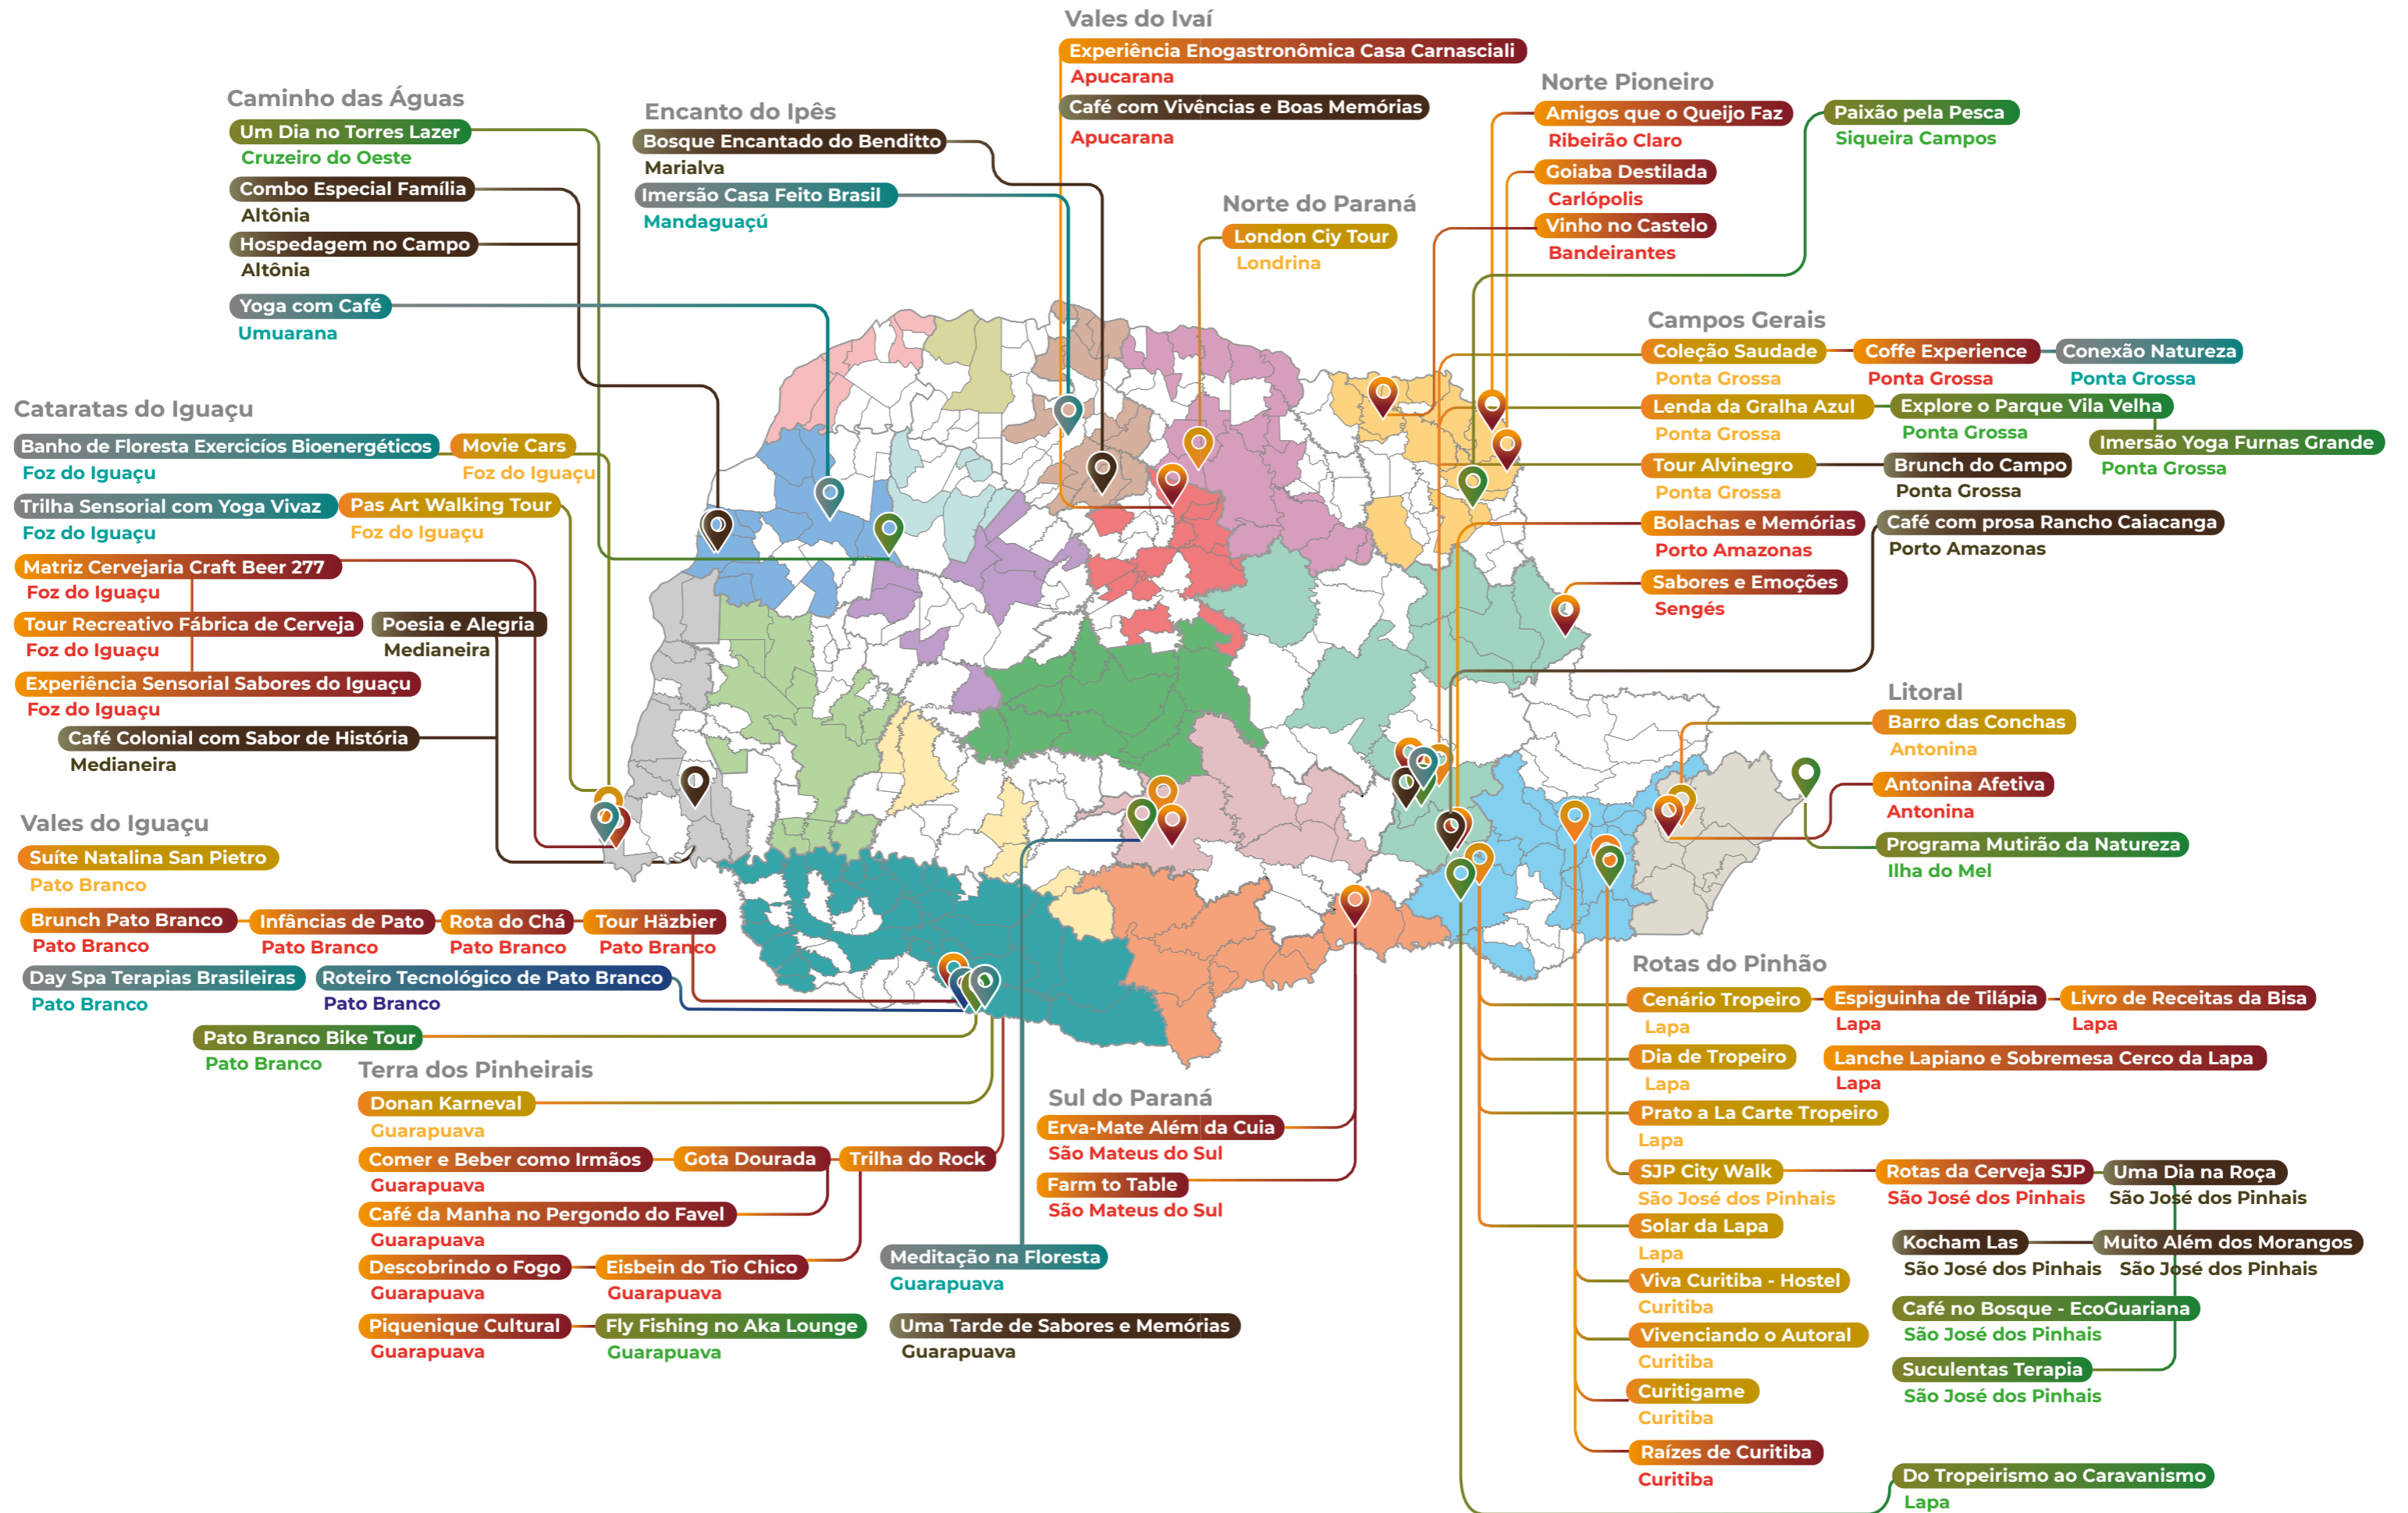 Vales do Ivaí
Experiência Enogastronômica Casa Carnasciali
Apucarana
Café com Vivências e Boas Memórias
Apucarana
Caminho das Águas
Um Dia no Torres Lazer
Cruzeiro do Oeste
Combo Especial Família
Altônia
Hospedagem no Campo
Altônia
Yoga com Café
Umuarana
Encanto do Ipês
Bosque Encantado do Benditto
Marialva
Imersão Casa Feito Brasil
Mandaguaçú
Norte do Paraná
London Ciy Tour
Londrina
Norte Pioneiro
Amigos que o Queijo Faz
Ribeirão Claro
Paixão pela Pesca
Siqueira Campos
Goiaba Destilada
Carlópolis
Vinho no Castelo
Bandeirantes
Campos Gerais
Coleção Saudade
Ponta Grossa
Coffe Experience
Ponta Grossa
Conexão Natureza
Ponta Grossa
Lenda da Gralha Azul
Ponta Grossa
Explore o Parque Vila Velha
Ponta Grossa
Imersão Yoga Furnas Grande
Ponta Grossa
Tour Alvinegro
Ponta Grossa
Brunch do Campo
Ponta Grossa
Bolachas e Memórias
Porto Amazonas
Café com prosa Rancho Caiacanga
Porto Amazonas
Sabores e Emoções
Sengés
Cataratas do Iguaçu
Banho de Floresta Exercicíos Bioenergéticos
Foz do Iguaçu
Movie Cars
Foz do Iguaçu
Trilha Sensorial com Yoga Vivaz
Foz do Iguaçu
Pas Art Walking Tour
Foz do Iguaçu
Matriz Cervejaria Craft Beer 277
Foz do Iguaçu
Tour Recreativo Fábrica de Cerveja
Foz do Iguaçu
Poesia e Alegria
Medianeira
Experiência Sensorial Sabores do Iguaçu
Foz do Iguaçu
Café Colonial com Sabor de História
Medianeira
Litoral
Barro das Conchas
Antonina
Antonina Afetiva
Antonina
Programa Mutirão da Natureza
Ilha do Mel
Vales do Iguaçu
Suíte Natalina San Pietro
Pato Branco
Brunch Pato Branco
Pato Branco
Infâncias de Pato
Pato Branco
Rota do Chá
Pato Branco
Tour Häzbier
Pato Branco
Day Spa Terapias Brasileiras
Pato Branco
Roteiro Tecnológico de Pato Branco
Pato Branco
Pato Branco Bike Tour
Pato Branco
Terra dos Pinheirais
Donan Karneval
Guarapuava
Comer e Beber como Irmãos
Guarapuava
Gota Dourada
Trilha do Rock
Café da Manha no Pergondo do Favel
Guarapuava
Descobrindo o Fogo
Guarapuava
Eisbein do Tio Chico
Guarapuava
Piquenique Cultural
Guarapuava
Fly Fishing no Aka Lounge
Guarapuava
Meditação na Floresta
Guarapuava
Uma Tarde de Sabores e Memórias
Guarapuava
Sul do Paraná
Erva-Mate Além da Cuia
São Mateus do Sul
Farm to Table
São Mateus do Sul
Rotas do Pinhão
Cenário Tropeiro
Lapa
Espiguinha de Tilápia
Lapa
Livro de Receitas da Bisa
Lapa
Dia de Tropeiro
Lapa
Lanche Lapiano e Sobremesa Cerco da Lapa
Lapa
Prato a La Carte Tropeiro
Lapa
SJP City Walk
São José dos Pinhais
Rotas da Cerveja SJP
São José dos Pinhais
Uma Dia na Roça
São José dos Pinhais
Solar da Lapa
Lapa
Kocham Las
São José dos Pinhais
Muito Além dos Morangos
São José dos Pinhais
Viva Curitiba - Hostel
Curitiba
Café no Bosque - EcoGuariana
São José dos Pinhais
Vivenciando o Autoral
Curitiba
Suculentas Terapia
São José dos Pinhais
Curitigame
Curitiba
Raízes de Curitiba
Curitiba
Do Tropeirismo ao Caravanismo
Lapa